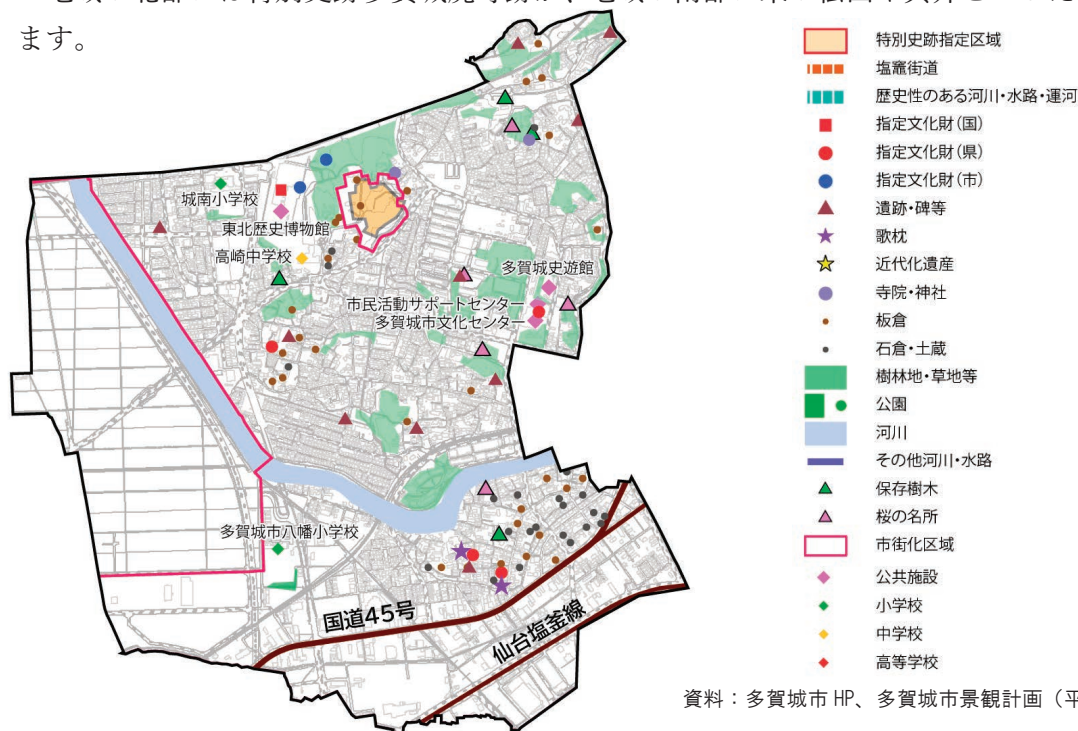 ます。
特別史跡指定区域
塩竈街道
歴史性のある河川・水路・運河
指定文化財（国）
指定文化財（県）
指定文化財（市）
遺跡・碑等
歌枕
近代化遺産
寺院・神社
板倉
石倉・土蔵
樹林地・草地等
公園
河川
その他河川・水路
保存樹木
桜の名所
市街化区域
公共施設
小学校
中学校
高等学校
城南小学校
東北歴史博物館
高崎中学校
多賀城史遊館
市民活動サポートセンター
多賀城市文化センター
多賀城市八幡小学校
国道45号
仙台塩釜線
資料：多賀城市 HP、多賀城市景観計画（平